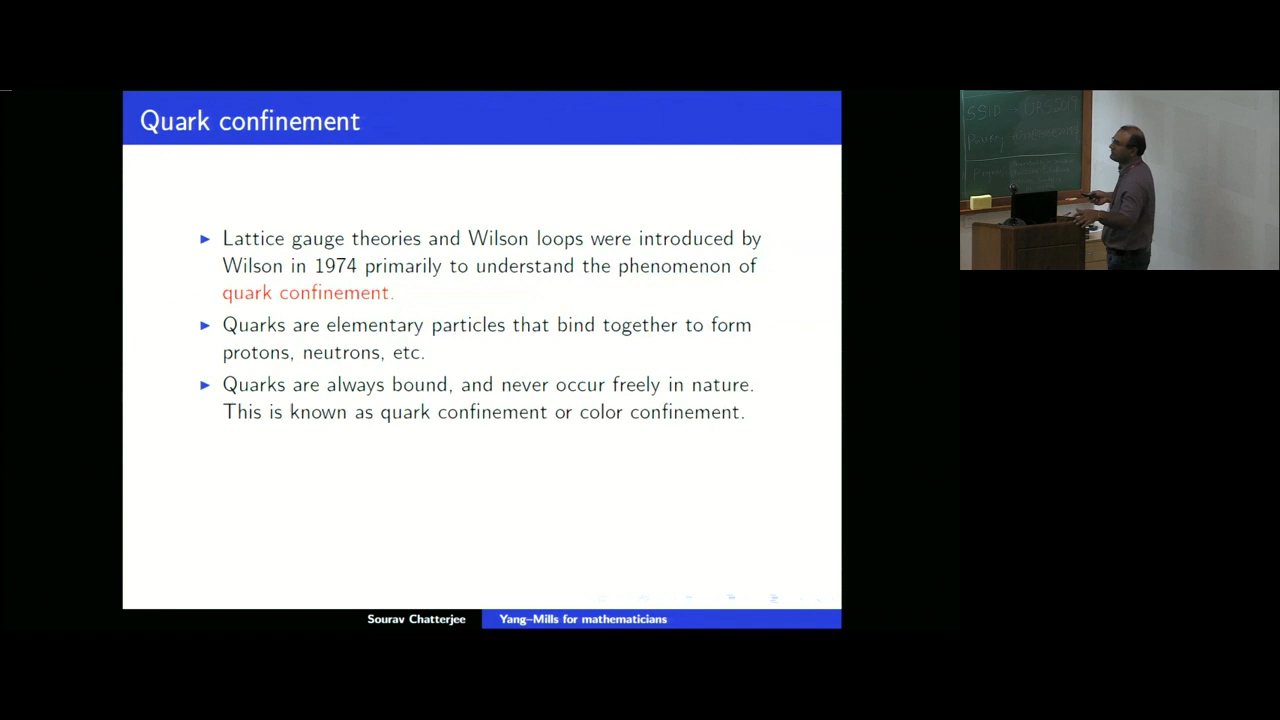 Quark confinement
▶ Lattice gauge theories and Wilson loops were introduced by
Wilson in 1974 primarily to understand the phenomenon of
quark confinement.
▶ Quarks are elementary particles that bind together to form
protons, neutrons, etc.
▶ Quarks are always bound, and never occur freely in nature.
This is known as quark confinement or color confinement.
Sourav Chatterjee
Yang–Mills for mathematicians
SSID